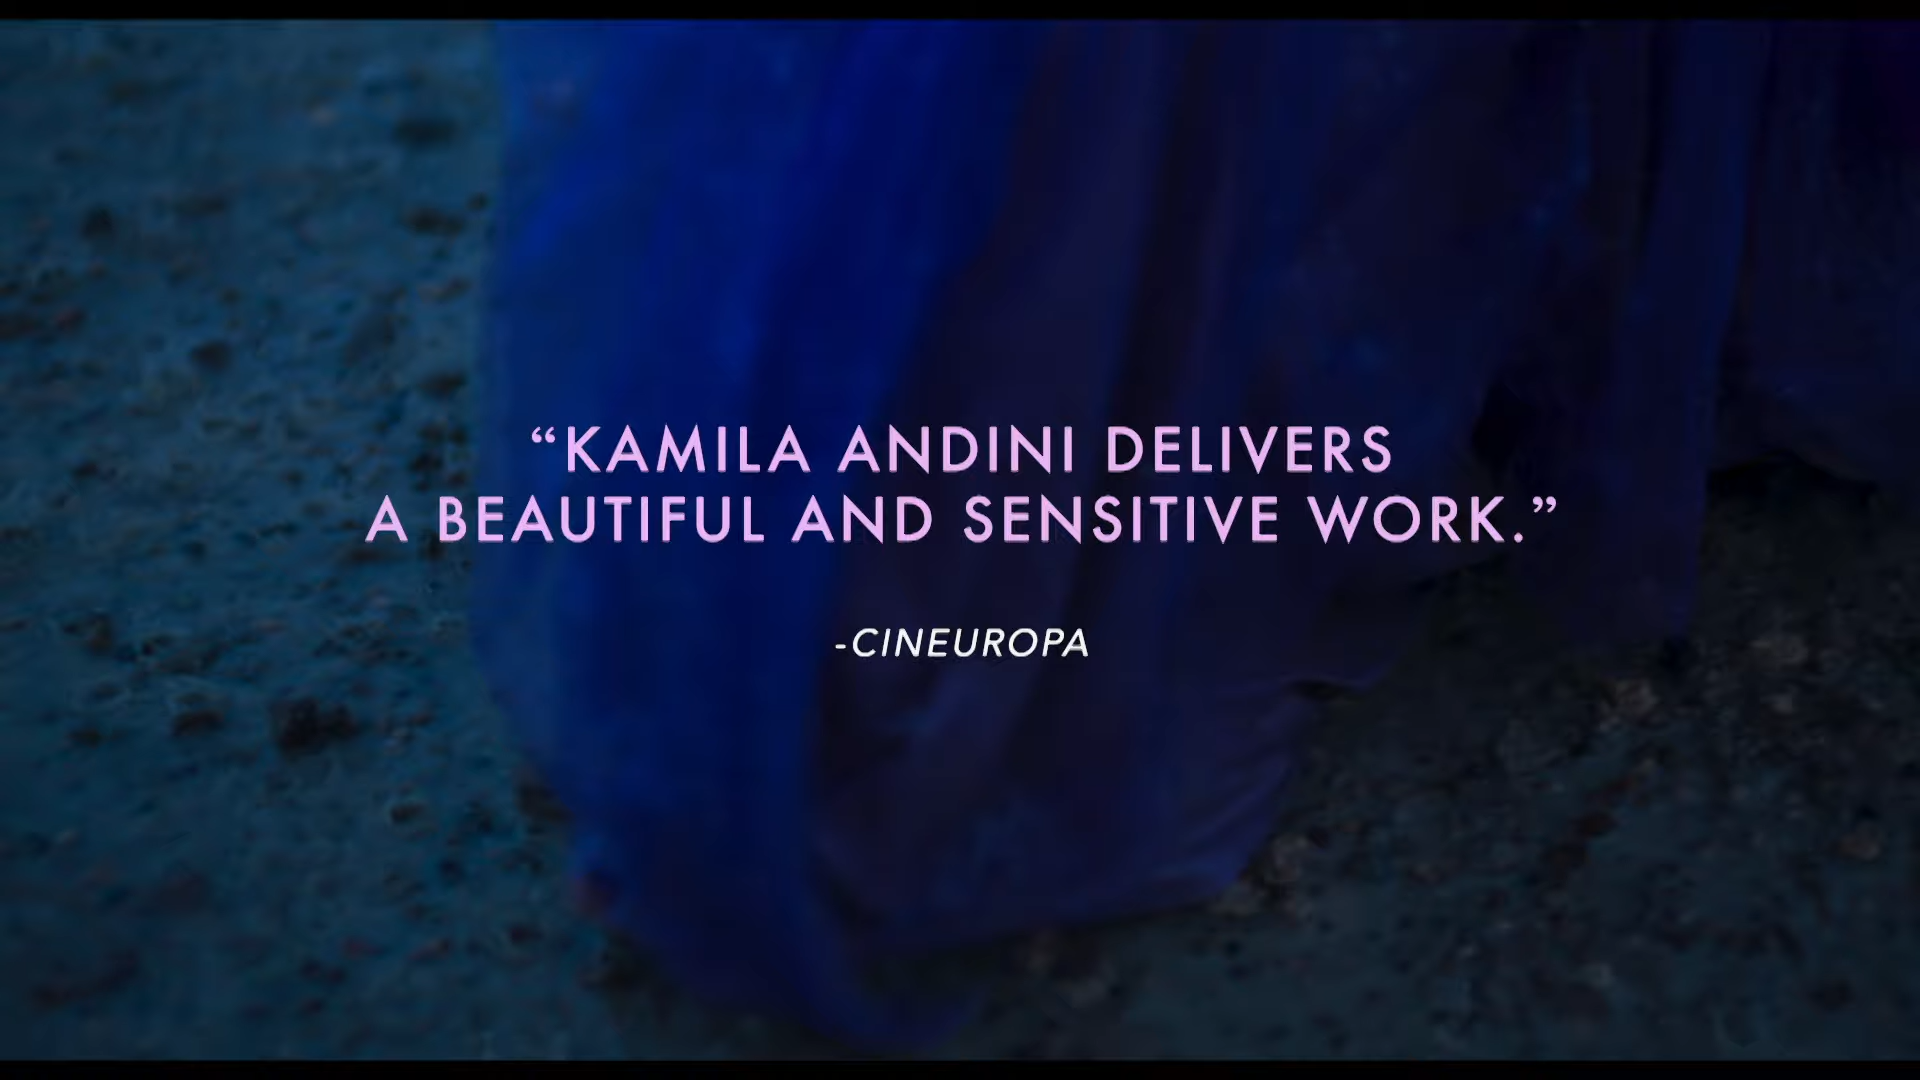 “KAMILA ANDINI DELIVERS
A BEAUTIFUL AND SENSITIVE WORK.”
-CINEUROPA